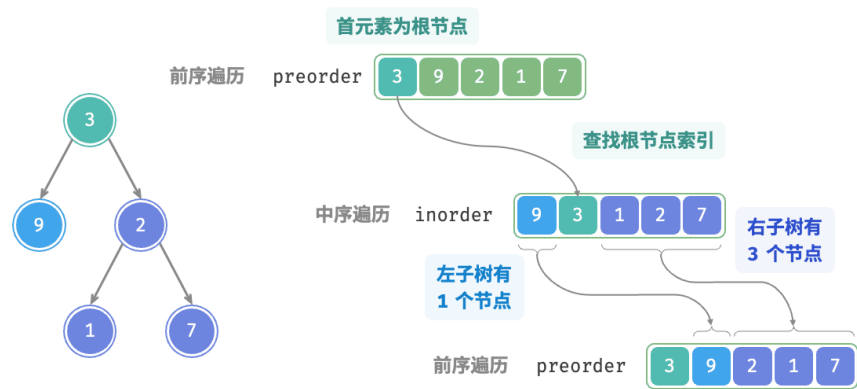 首元素为根节点
前序遍历 preorder 3 9 2 1 7
3
查找根节点索引
9 2
中序遍历 inorder 9 3 1 2 7
右子树有
3 个节点
左子树有
1 个节点
1 7
前序遍历 preorder 3 9 2 1 7